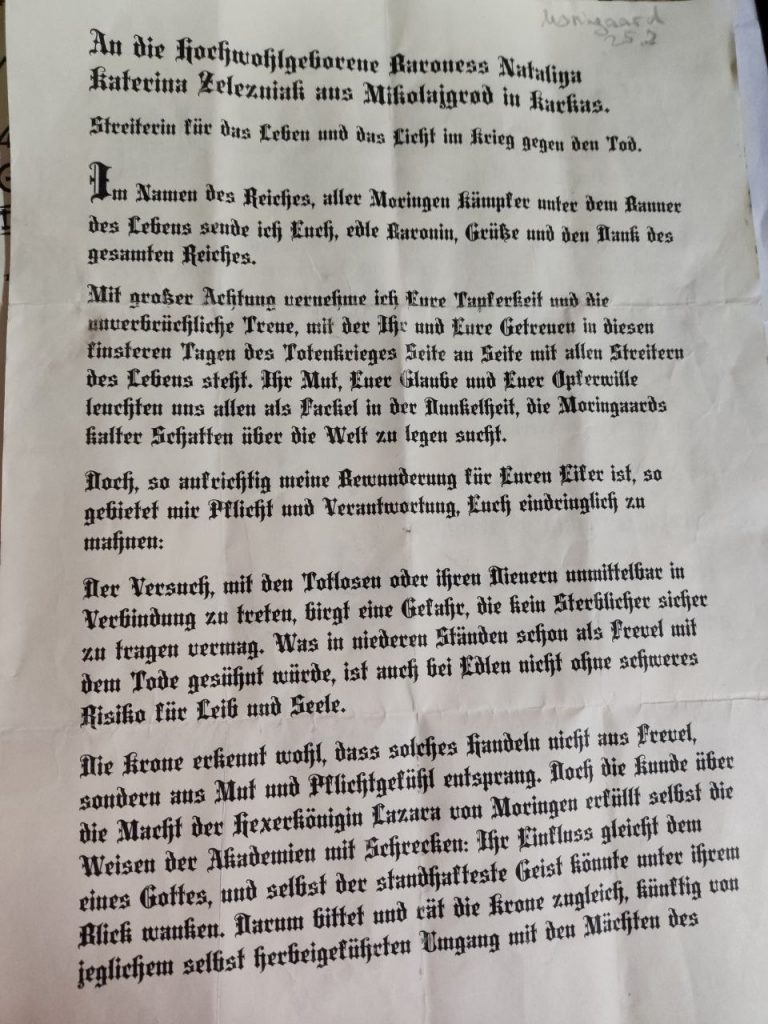 Moringaard
25.2
An die Hochwohlgeborene Baroness Nataliya
Katerina Zelezniak aus Mikolajgrod in Karkas.
Streiterin für das Leben und das Licht im Krieg gegen den Tod.
Im Namen des Reiches, aller Moringen Kämpfer unter dem Banner
des Lebens sende ich Euch, edle Baronin, Grüße und den Dank des
gesamten Reiches.
Mit großer Achtung vernehme ich Eure Tapferkeit und die
unverbrüchliche Treue, mit der Ihr und Eure Getreuen in diesen
finsteren Tagen des Totenkrieges Seite an Seite mit allen Streitern
des Lebens steht. Ihr Mut, Euer Glaube und Euer Opferwille
leuchten uns allen als Fackel in der Dunkelheit, die Moringaards
kalter Schatten über die Welt zu legen sucht.
Doch, so aufrichtig meine Bewunderung für Euren Eifer ist, so
gebietet mir Pflicht und Verantwortung, Euch eindringlich zu
mahnen:
Der Versuch, mit den Totlosen oder ihren Dienern unmittelbar in
Verbindung zu treten, birgt eine Gefahr, die kein Sterblicher sicher
zu tragen vermag. Was in niederen Ständen schon als Frevel mit
dem Tode gesühnt würde, ist auch bei Edlen nicht ohne schweres
Risiko für Leib und Seele.
Die Krone erkennt wohl, dass solches Handeln nicht aus Frevel,
sondern aus Mut und Pflichtgefühl entsprang. Doch die Kunde über
die Macht der Hexerkönigin Lazara von Moringen erfüllt selbst die
Weisen der Akademien mit Schrecken: Ihr Einfluss gleicht dem
eines Gottes, und selbst der standhafteste Geist könnte unter ihrem
Blick wanken. Darum bittet und rät die Krone zugleich, künftig von
jeglichem selbst herbeigeführten Umgang mit den Mächten des